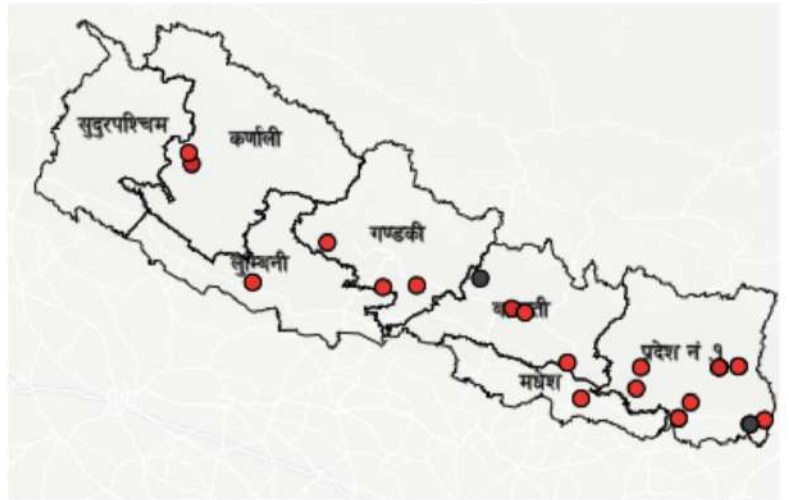 सुदुरपश्चिम
कर्णाली
गण्डकी
लुम्बिनी
प्रदेश नं १
मधेश